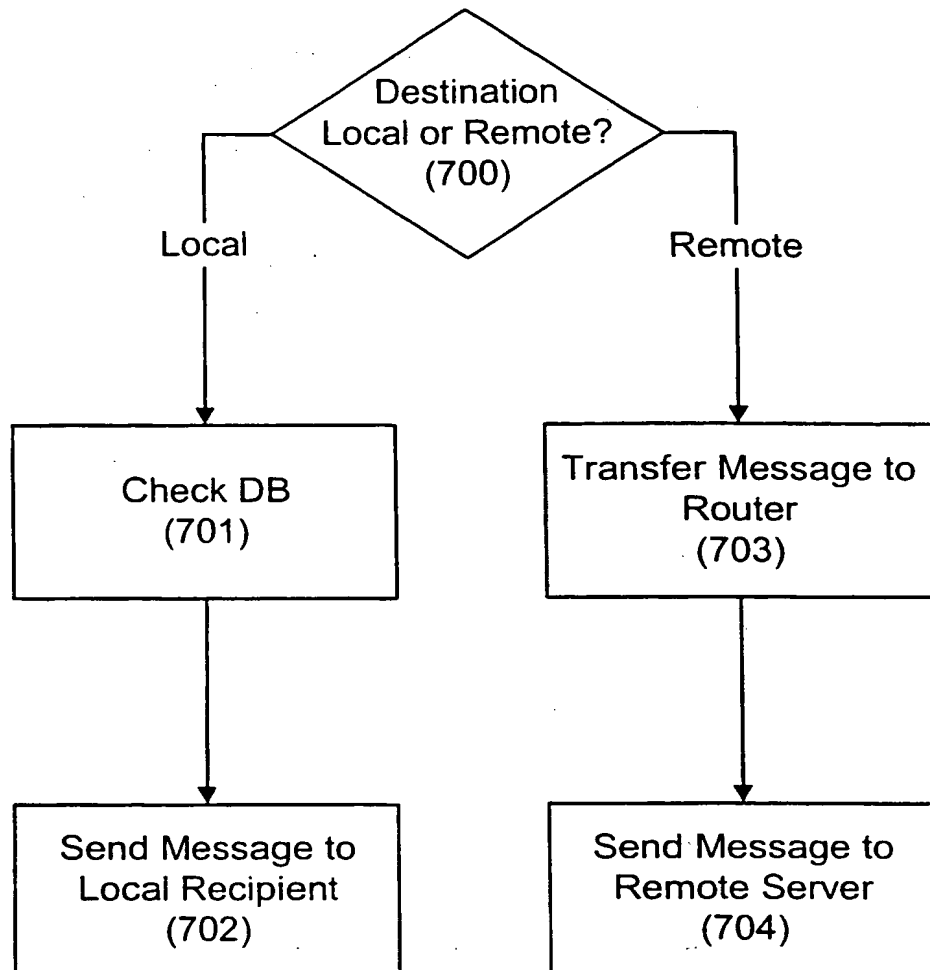 Destination
Local or Remote?
(700)
Local
Remote
Check DB
(701)
Transfer Message to
Router
(703)
Send Message to
Local Recipient
(702)
Send Message to
Remote Server
(704)